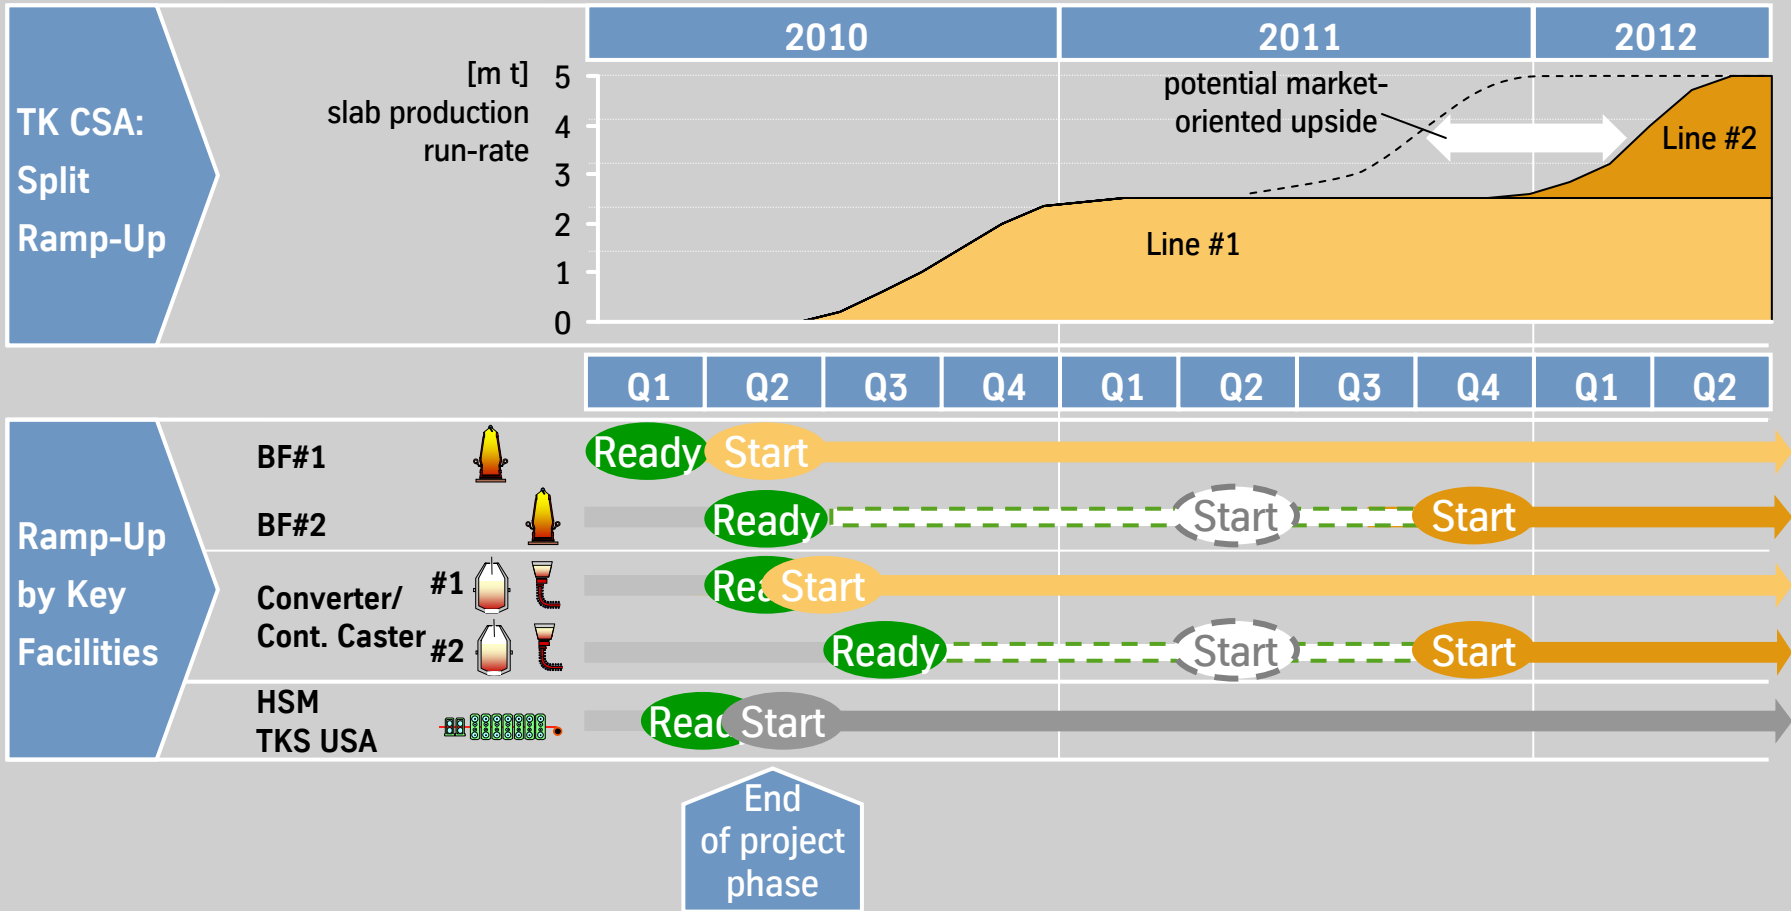 2010 2011 2012
TK CSA:
Split
Ramp-Up
[m t]
slab production
run-rate
5
4
3
2
1
0
potential market-
oriented upside
Line #2
Line #1
Q1 Q2 Q3 Q4 Q1 Q2 Q3 Q4 Q1 Q2
Ramp-Up
by Key
Facilities
BF#1 Ready Start
BF#2 Ready Start Start
Converter/
Cont. Caster
#1 Rea Start
#2 Ready Start Start
HSM
TKS USA
Read Start
End
of project
phase